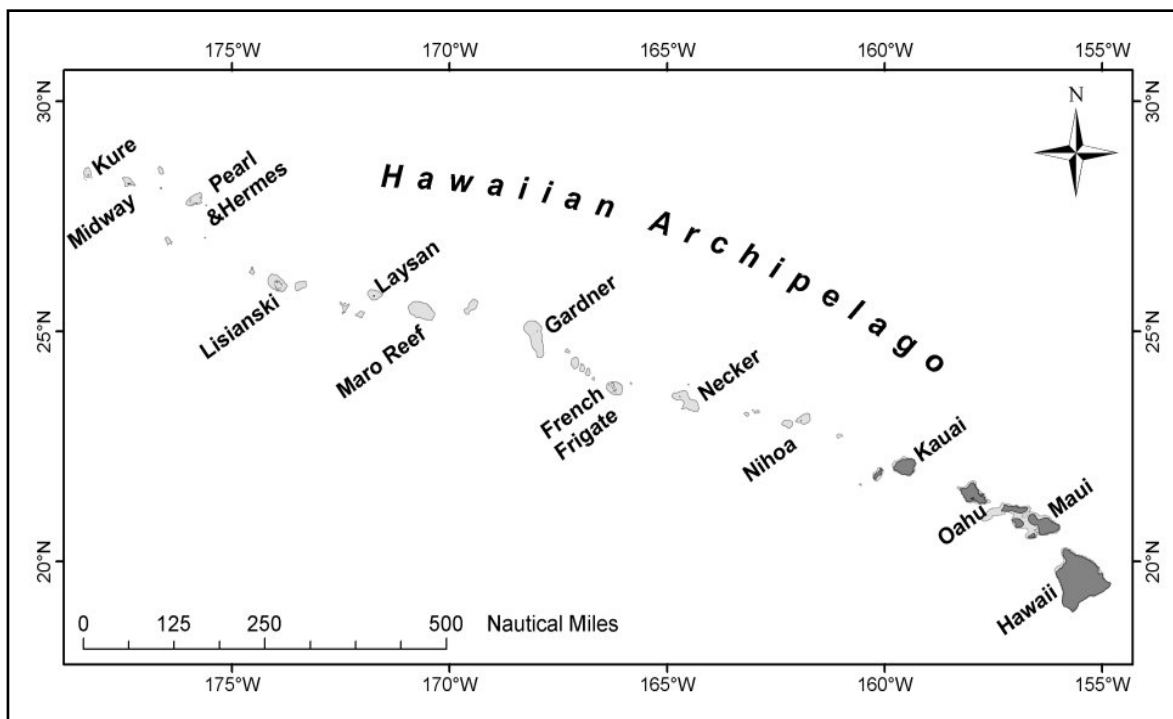 175°W 170°W 165°W 160°W 155°W
30°N 30°N
N
Kure
Pearl
&Hermes
Midway
Hawaiian Archipelago
Laysan
Lisianski
Gardner
Maro Reef
25°N 25°N
Necker
French
Frigate
Nihoa
Kauai
Maui
Oahu
20°N 20°N
Hawaii
0 125 250 500 Nautical Miles
175°W 170°W 165°W 160°W 155°W